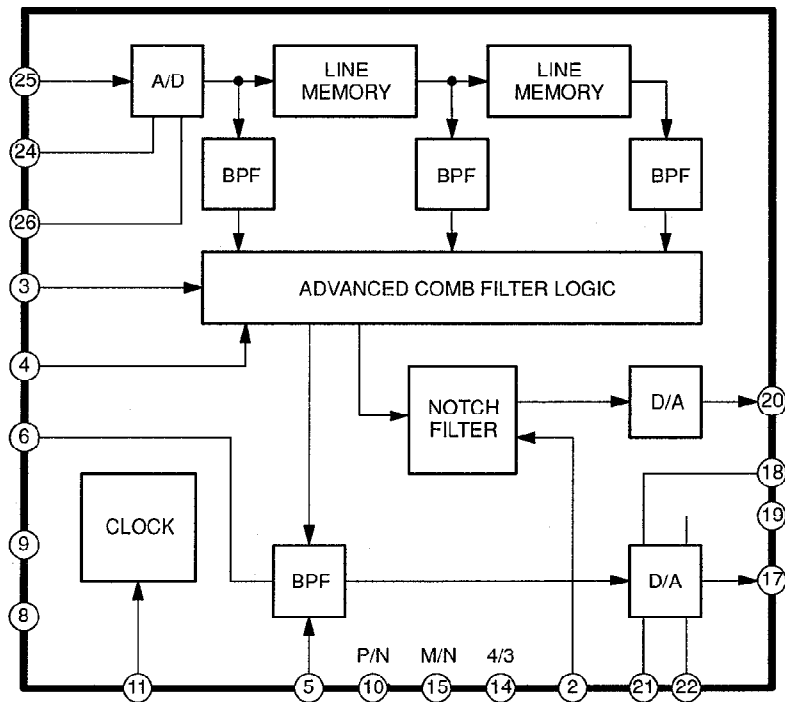 25
A/D
LINE
MEMORY
LINE
MEMORY
24
BPF
BPF
BPF
26
3
ADVANCED COMB FILTER LOGIC
4
NOTCH
FILTER
D/A
20
6
18
CLOCK
19
9
BPF
D/A
17
8
P/N
M/N
4/3
11
5
10
15
14
2
21
22